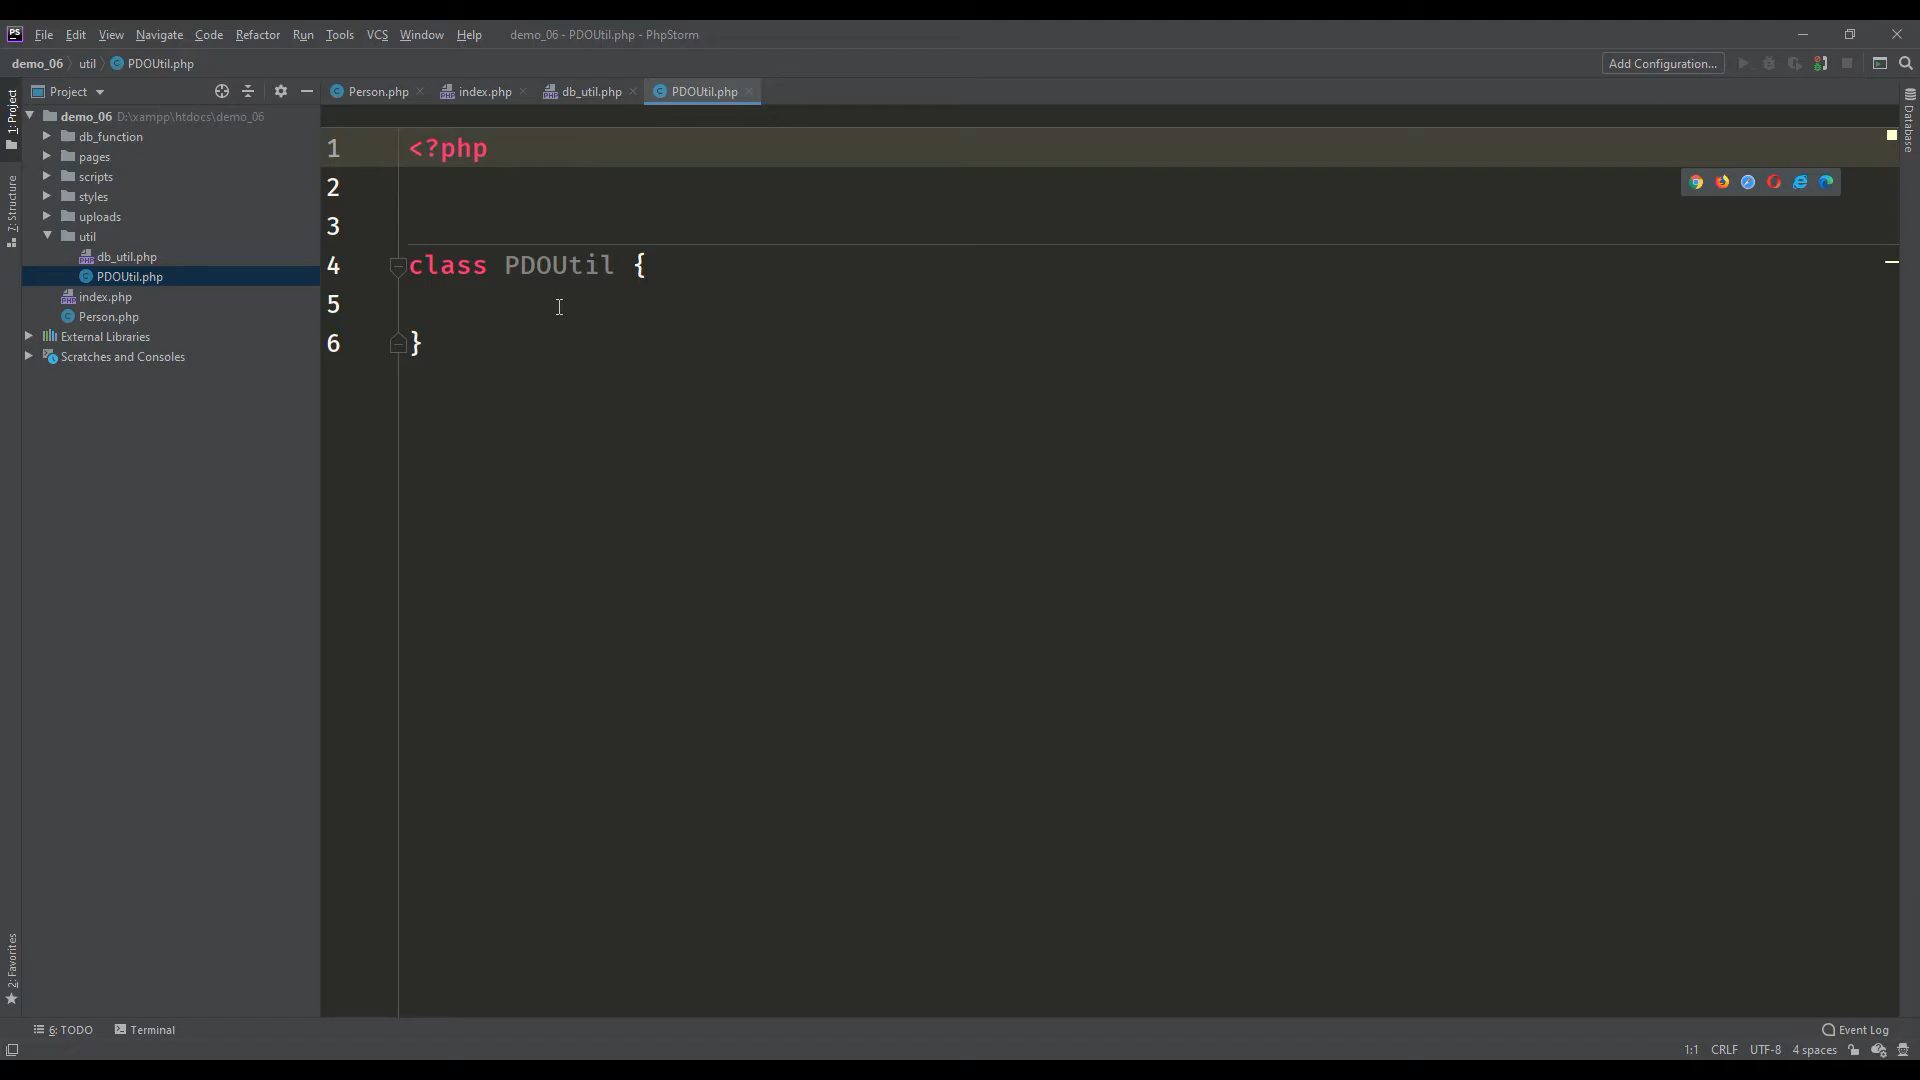 PS File Edit View Navigate Code Refactor Run Tools VCS Window Help demo_06 - PDOUtil.php - PhpStorm
demo_06 util PDOUtil.php Add Configuration...
Project Person.php index.php db_util.php PDOUtil.php
1: Project
7: Structure
2: Favorites
Database
demo_06 D:\xampp\htdocs\demo_06
db_function
pages
scripts
styles
uploads
util
db_util.php
PDOUtil.php
index.php
Person.php
External Libraries
Scratches and Consoles
1 <?php
2
3
4 class PDOUtil {
5
6 }
6: TODO Terminal Event Log
1:1 CRLF UTF-8 4 spaces